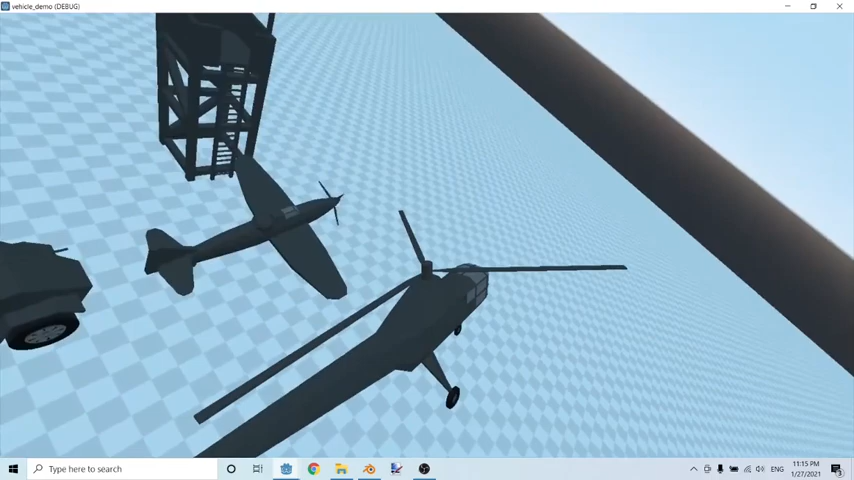 vehicle_demo (DEBUG)
Type here to search
ENG
11:15 PM
1/27/2021